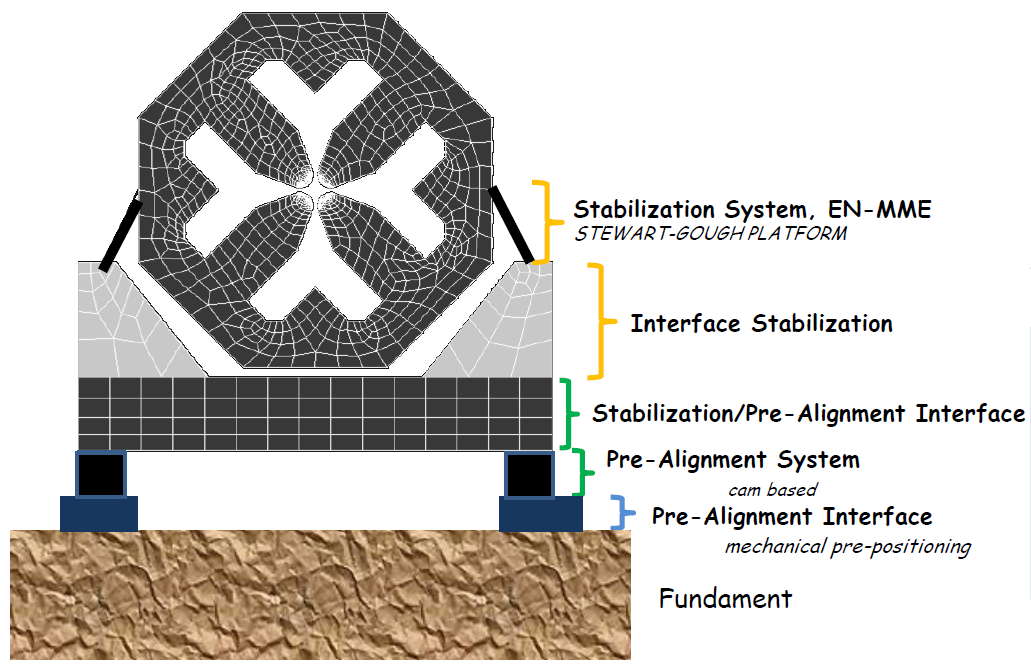 Stabilization System, EN-MME
STEWART-GOUGH PLATFORM
Interface Stabilization
Stabilization/Pre-Alignment Interface
Pre-Alignment System
cam based
Pre-Alignment Interface
mechanical pre-positioning
Fundament